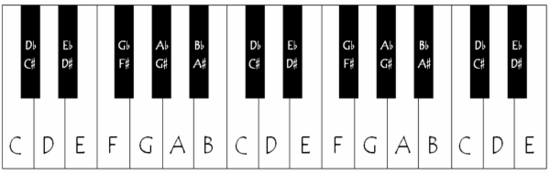 D♭ E♭ G♭ A♭ B♭ D♭ E♭ G♭ A♭ B♭ D♭ E♭
C♯ D♯ F♯ G♯ A♯ C♯ D♯ F♯ G♯ A♯ C♯ D♯
C D E F G A B C D E F G A B C D E